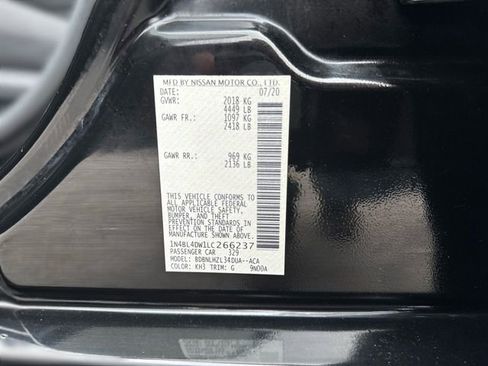 MFD BY NISSAN MOTOR CO., LTD.
DATE: 07/20
GVWR: 2018 KG
4449 LB
GAWR FR.: 1097 KG
2418 LB
GAWR RR.: 969 KG
2136 LB
THIS VEHICLE CONFORMS TO
ALL APPLICABLE FEDERAL
MOTOR VEHICLE SAFETY,
BUMPER, AND THEFT
PREVENTION STANDARDS
IN EFFECT ON THE DATE OF
MANUFACTURE SHOWN ABOVE.
1N4BL4DW1LC266237
PASSENGER CAR 329
MODEL: BDBNLHZL34DUA--ACA
COLOR: KH3 TRIM: G 9N00A